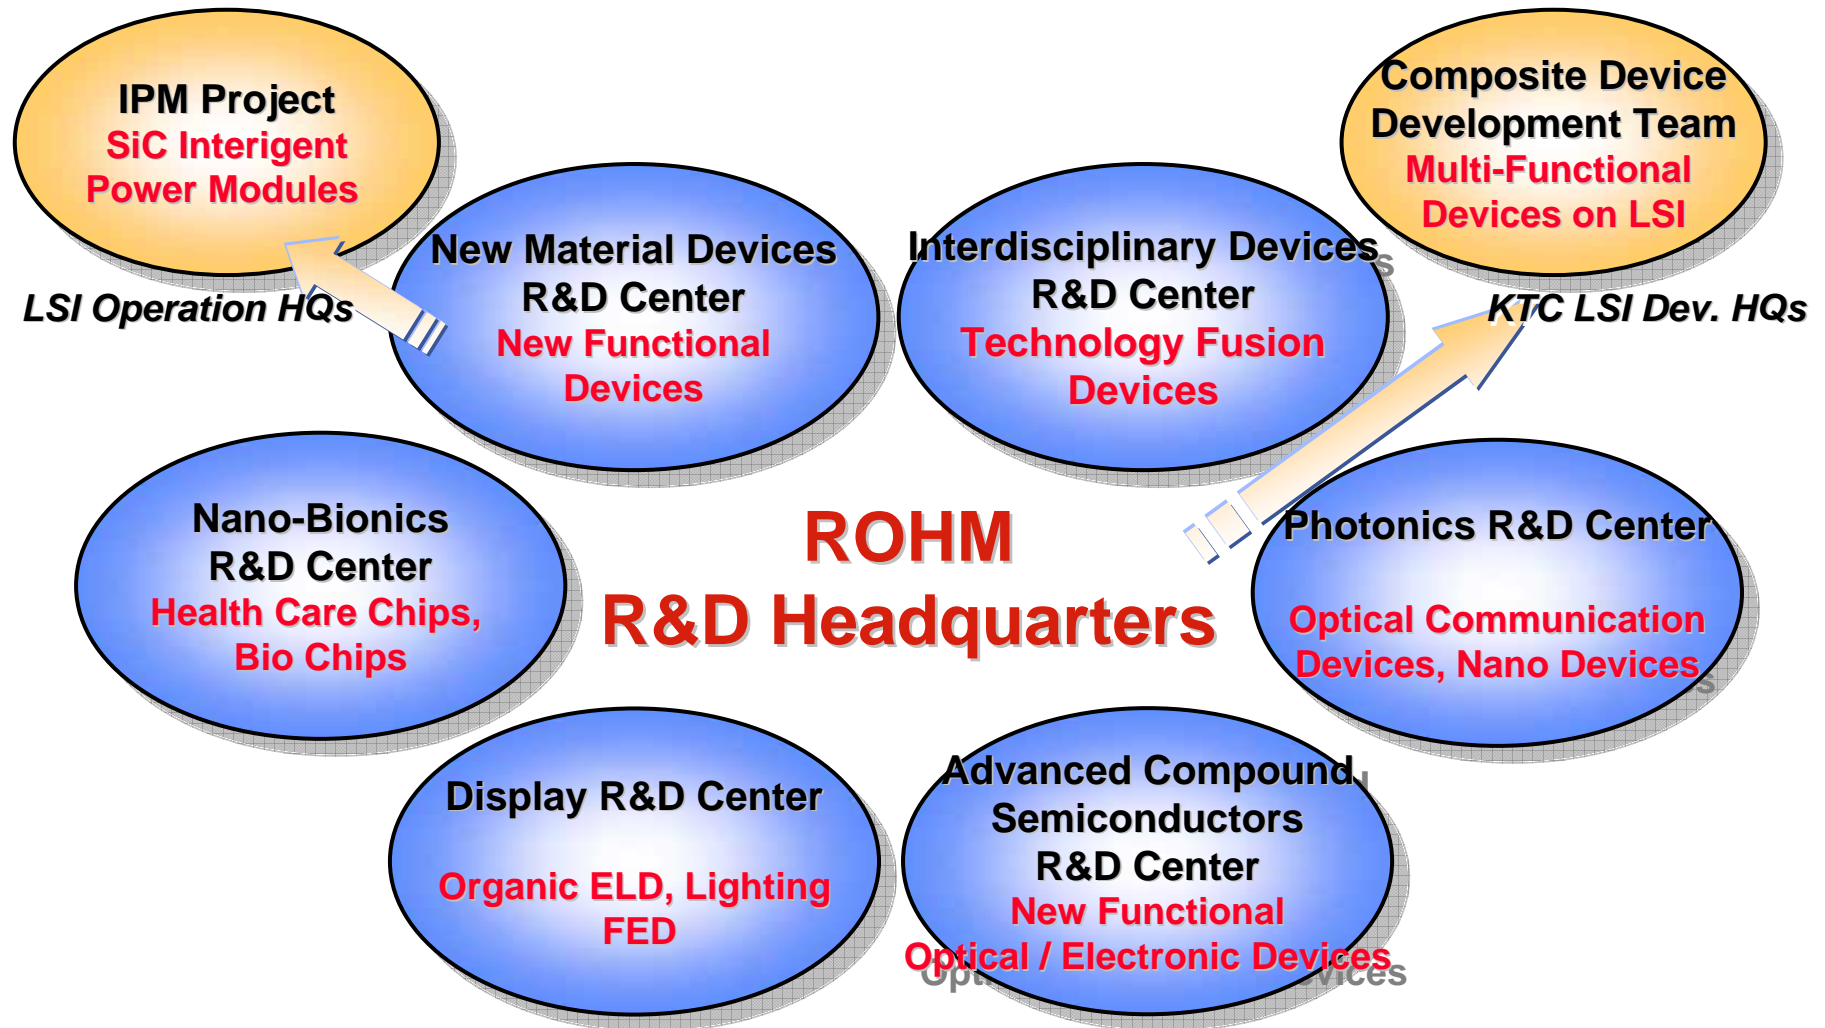 IPM Project
SiC Interigent
Power Modules
LSI Operation HQs
Composite Device
Development Team
Multi-Functional
Devices on LSI
KTC LSI Dev. HQs
New Material Devices
R&D Center
New Functional
Devices
Interdisciplinary Devices
R&D Center
Technology Fusion
Devices
Nano-Bionics
R&D Center
Health Care Chips,
Bio Chips
ROHM
R&D Headquarters
Photonics R&D Center
Optical Communication
Devices, Nano Devices
Display R&D Center
Organic ELD, Lighting
FED
Advanced Compound
Semiconductors
R&D Center
New Functional
Optical / Electronic Devices